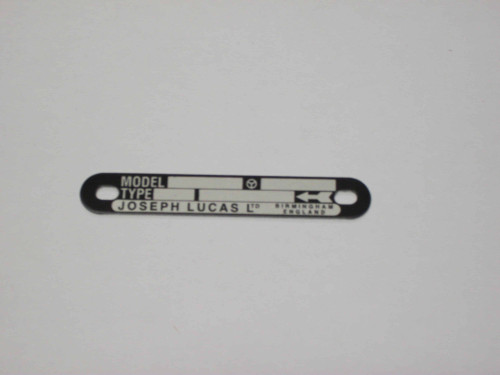 MODEL
TYPE
JOSEPH LUCAS LTD BIRMINGHAM
ENGLAND